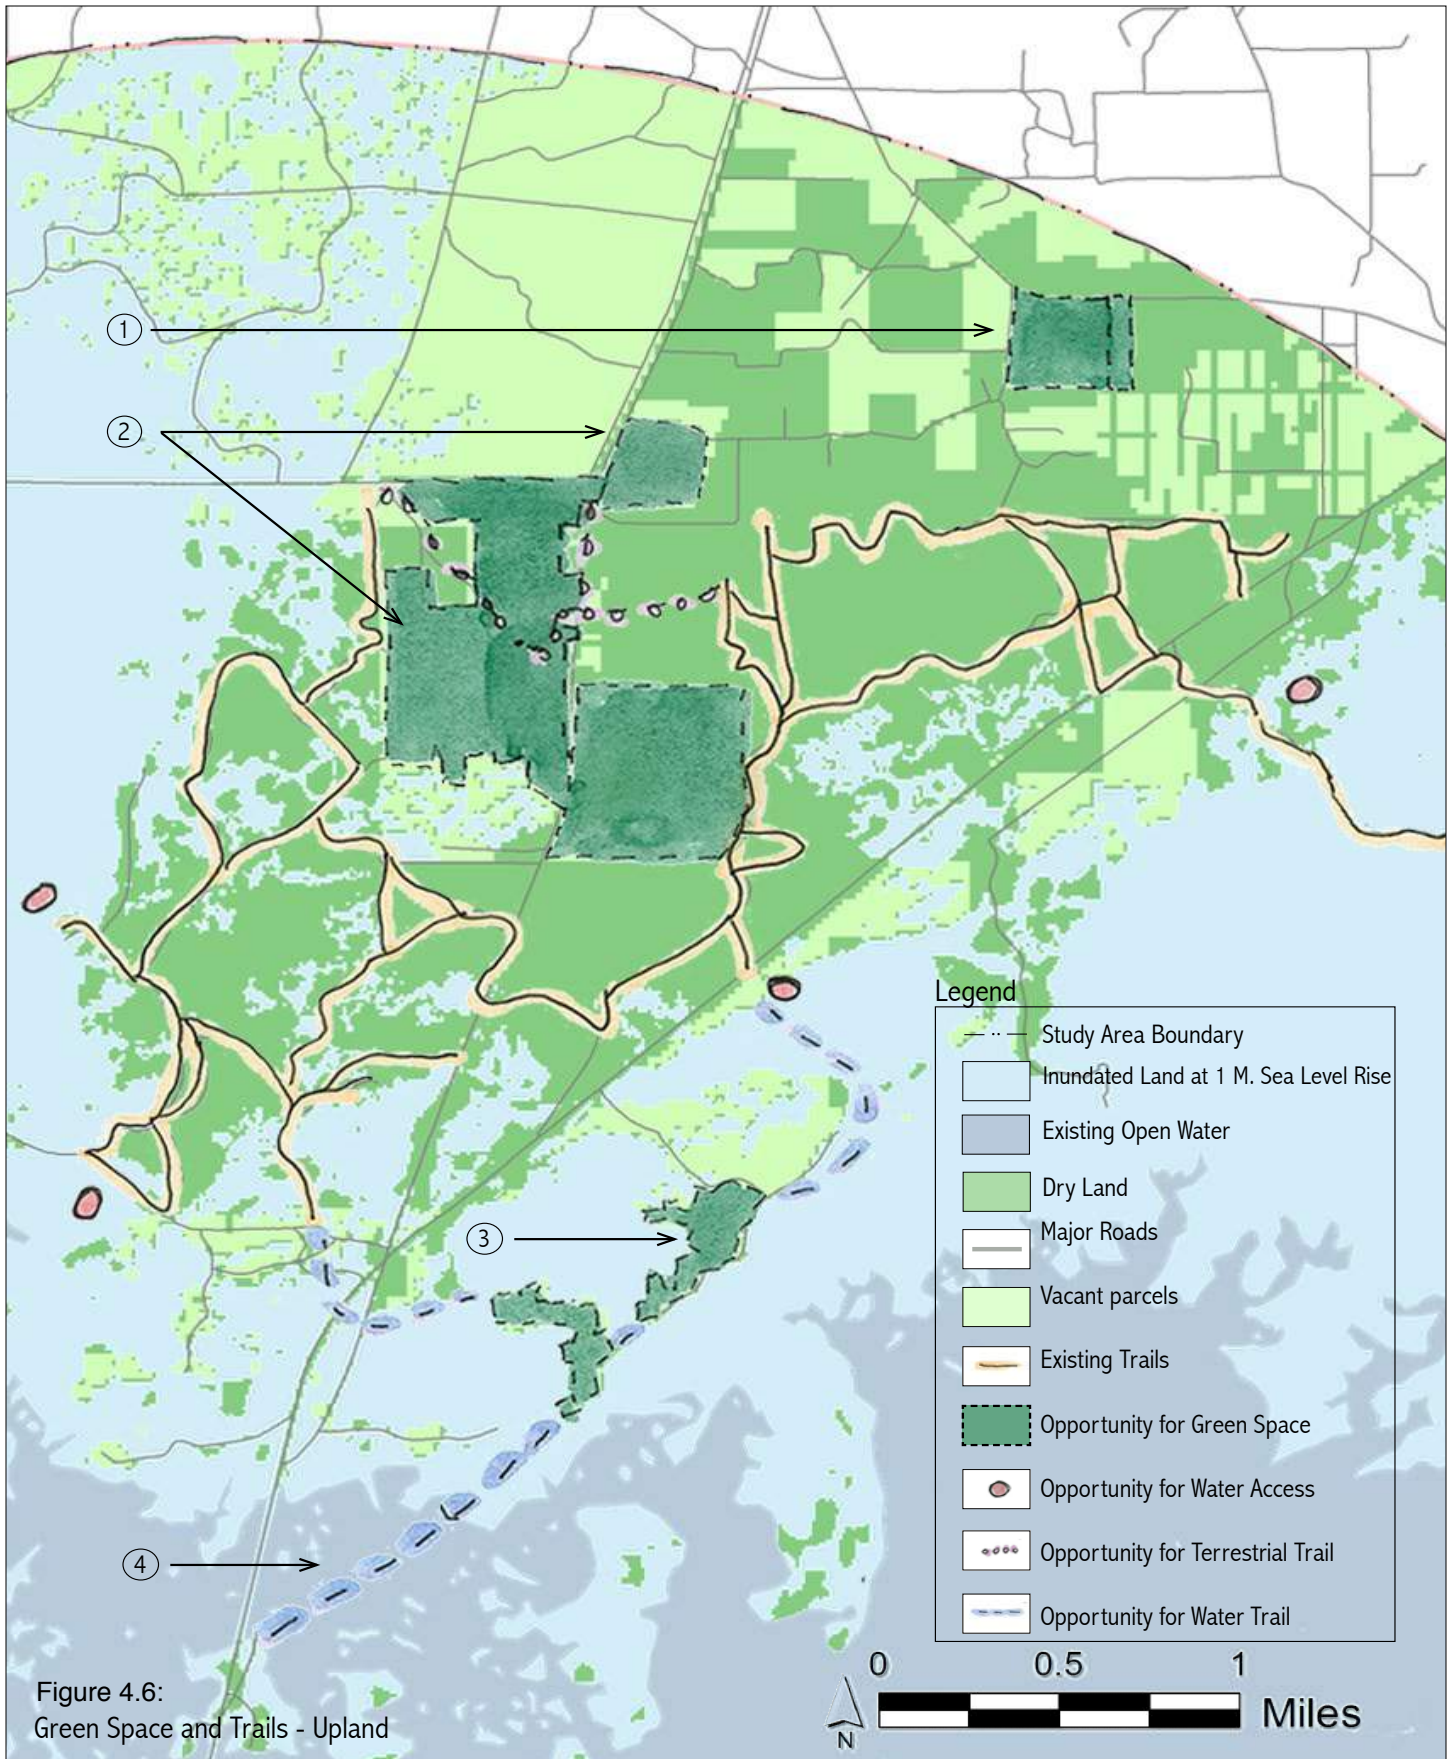 ①
②
③
④
Legend
Study Area Boundary
Inundated Land at 1 M. Sea Level Rise
Existing Open Water
Dry Land
Major Roads
Vacant parcels
Existing Trails
Opportunity for Green Space
Opportunity for Water Access
Opportunity for Terrestrial Trail
Opportunity for Water Trail
0 0.5 1
Miles
N
Figure 4.6:
Green Space and Trails - Upland